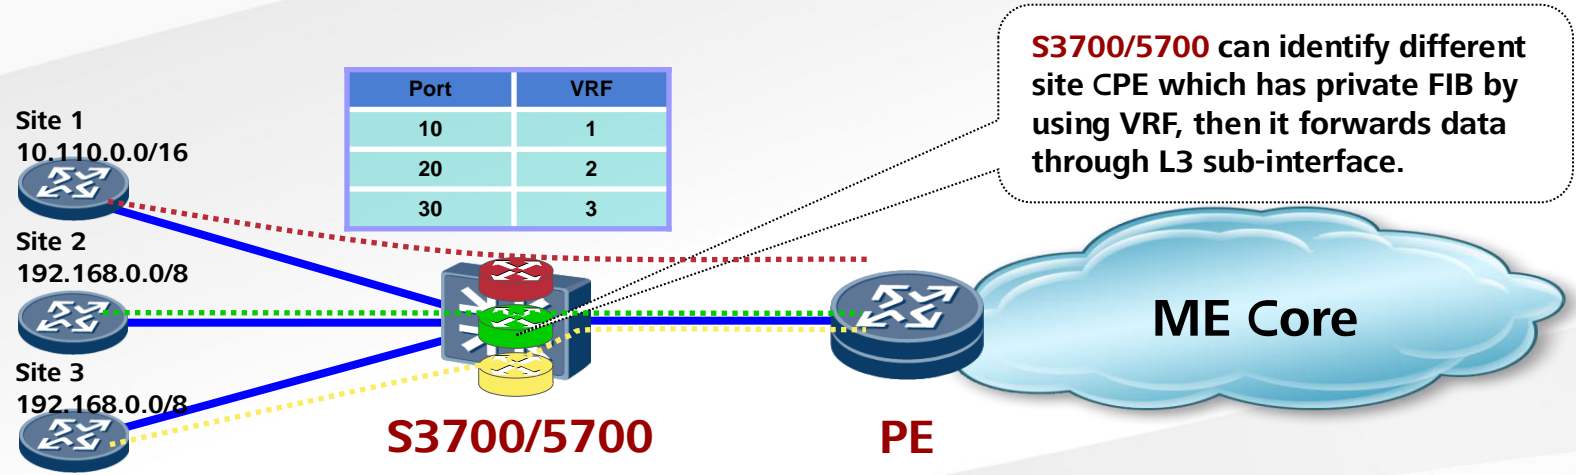 S3700/5700 can identify different
site CPE which has private FIB by
using VRF, then it forwards data
through L3 sub-interface.
Port VRF
10 1
20 2
30 3
Site 1
10.110.0.0/16
Site 2
192.168.0.0/8
Site 3
192.168.0.0/8
S3700/5700
PE
ME Core